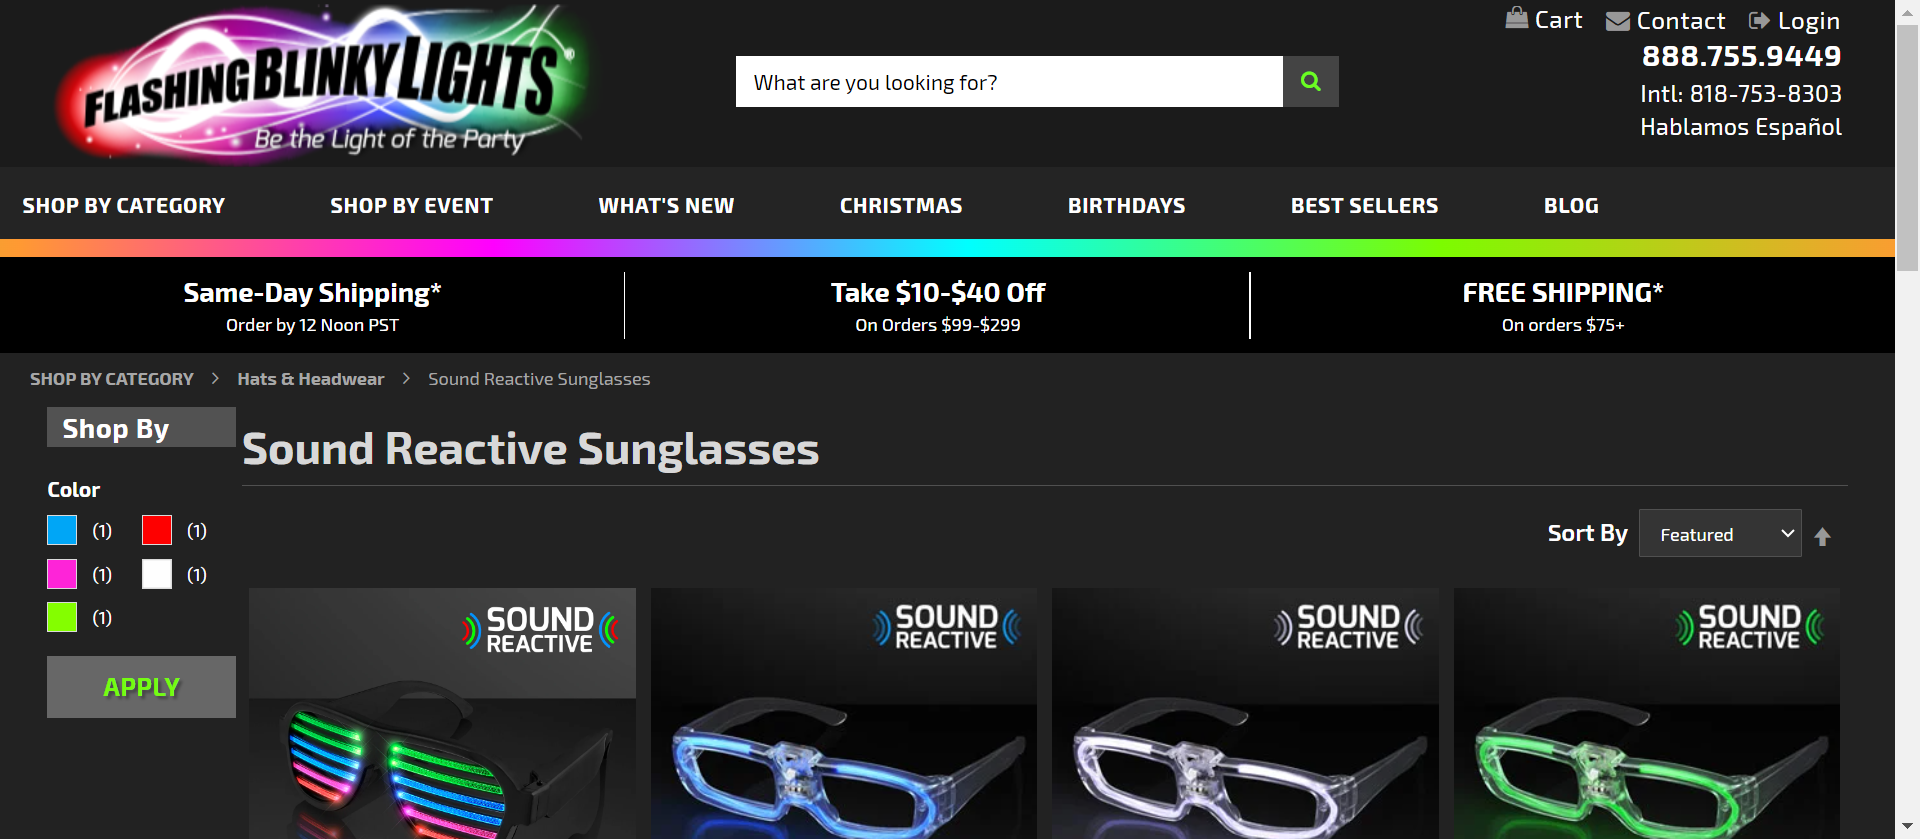 FLASHINGBLINKYLIGHTS
Be the Light of the Party
What are you looking for?
Cart
Contact
Login
888.755.9449
Intl: 818-753-8303
Hablamos Español
SHOP BY CATEGORY
SHOP BY EVENT
WHAT'S NEW
CHRISTMAS
BIRTHDAYS
BEST SELLERS
BLOG
Same-Day Shipping*
Order by 12 Noon PST
Take $10-$40 Off
On Orders $99-$299
FREE SHIPPING*
On orders $75+
SHOP BY CATEGORY > Hats & Headwear > Sound Reactive Sunglasses
Shop By
Color
(1) (1)
(1) (1)
(1)
APPLY
Sound Reactive Sunglasses
Sort By Featured
SOUND
REACTIVE
SOUND
REACTIVE
SOUND
REACTIVE
SOUND
REACTIVE